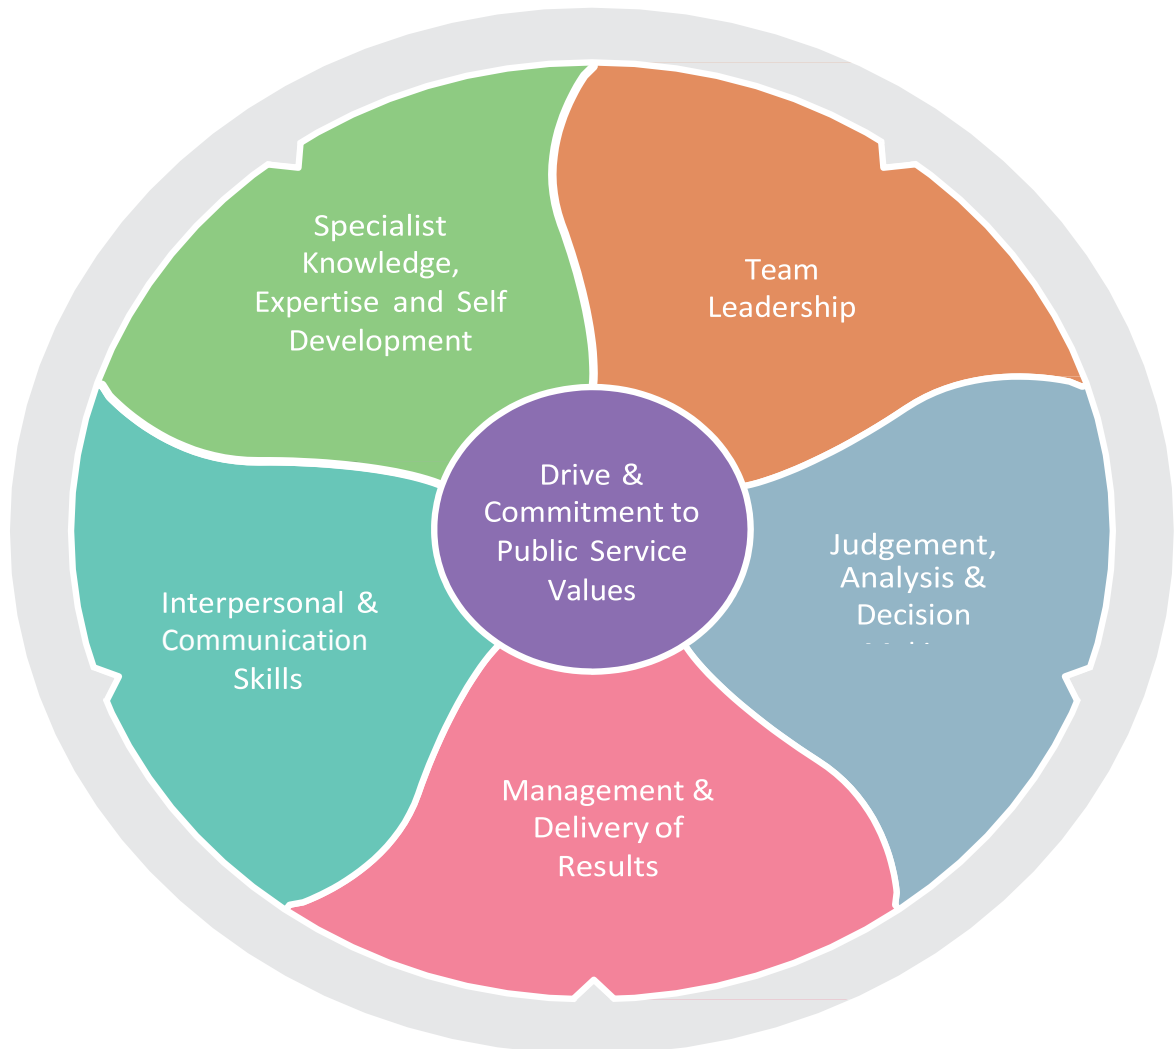 Specialist
Knowledge,
Expertise and Self
Development
Team
Leadership
Drive &
Commitment to
Public Service
Values
Judgement,
Analysis &
Decision
Interpersonal &
Communication
Skills
Management &
Delivery of
Results